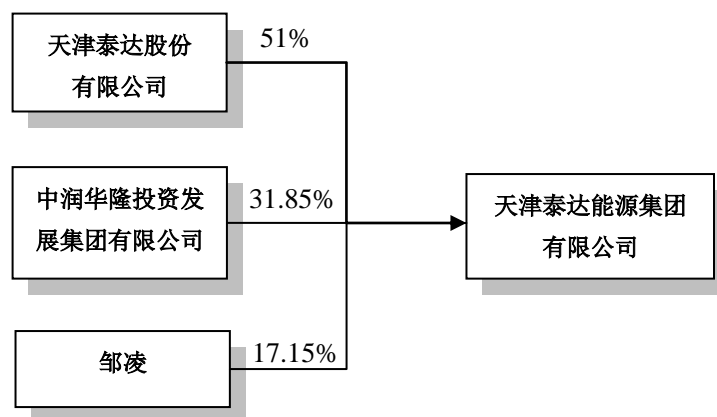 天津泰达股份
有限公司
51%
中润华隆投资发
展集团有限公司
31.85%
天津泰达能源集团
有限公司
邹凌
17.15%